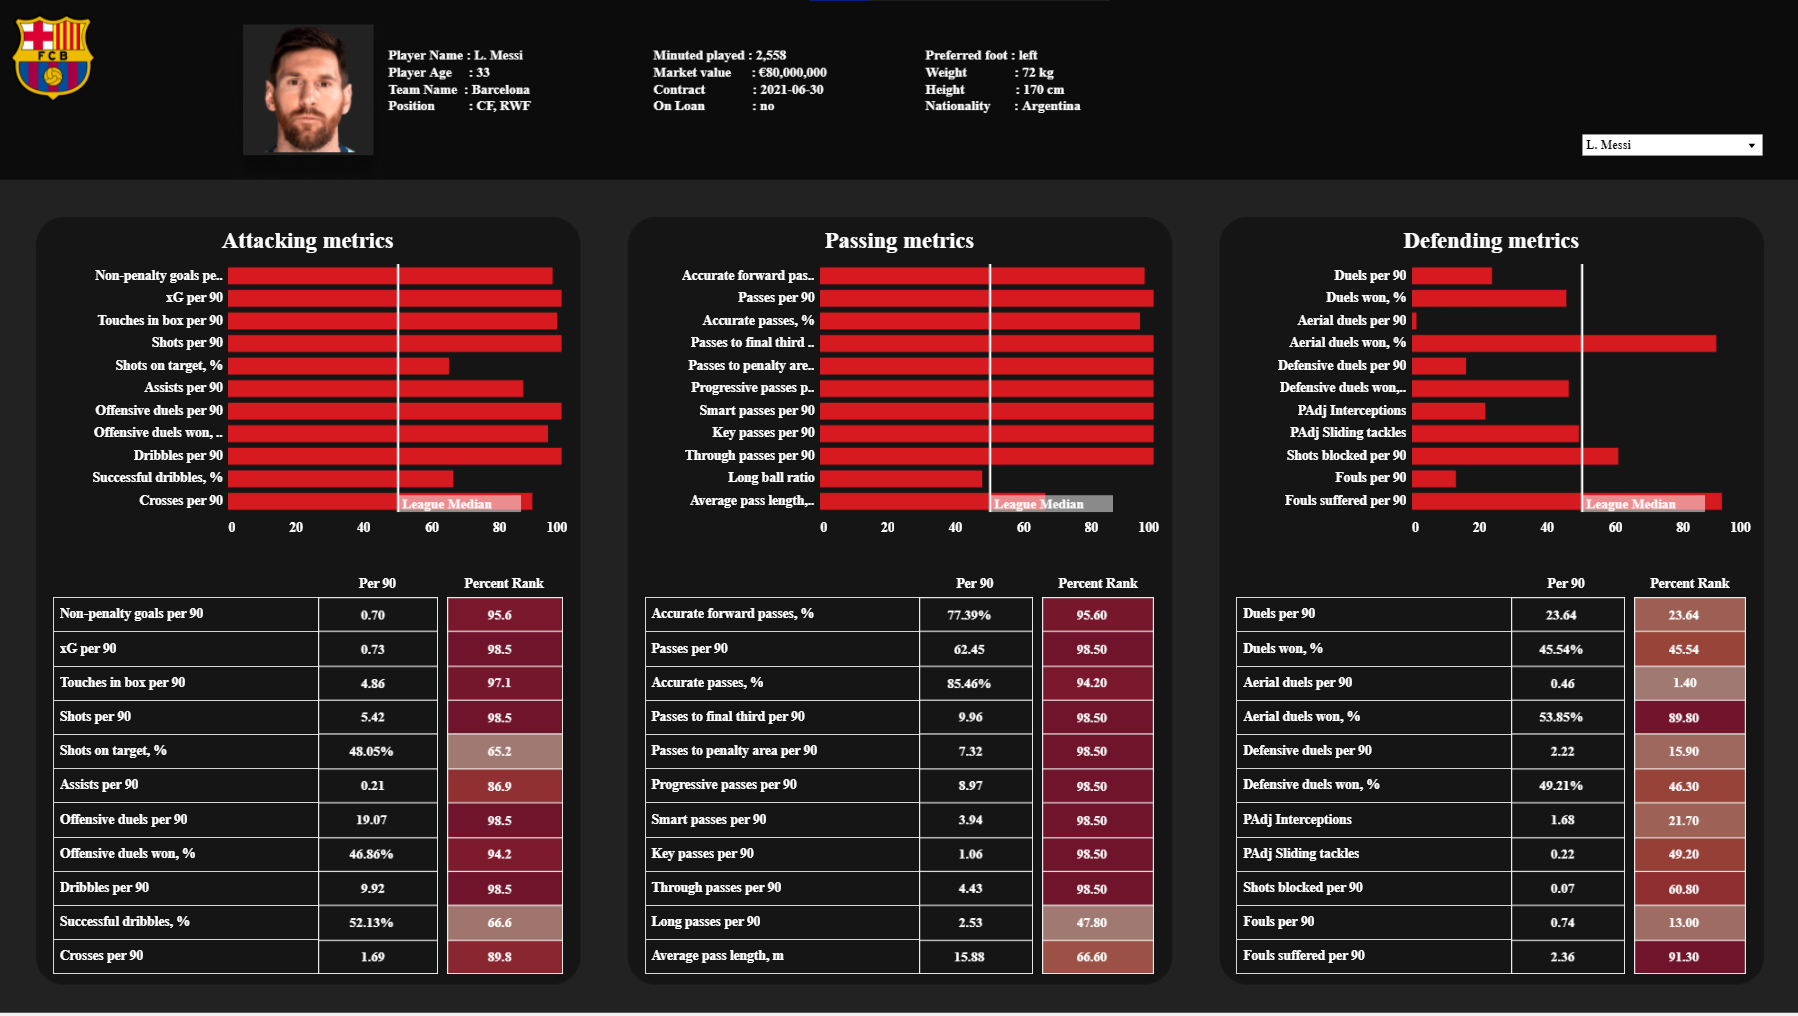 FCB
Player Name : L. Messi
Player Age : 33
Team Name : Barcelona
Position : CF, RWF
Minuted played : 2,558
Market value : €80,000,000
Contract : 2021-06-30
On Loan : no
Preferred foot : left
Weight : 72 kg
Height : 170 cm
Nationality : Argentina
L. Messi
Attacking metrics
Non-penalty goals pe..
xG per 90
Touches in box per 90
Shots per 90
Shots on target, %
Assists per 90
Offensive duels per 90
Offensive duels won, ..
Dribbles per 90
Successful dribbles, %
Crosses per 90
League Median
0 20 40 60 80 100
Per 90 Percent Rank
Non-penalty goals per 90 0.70 95.6
xG per 90 0.73 98.5
Touches in box per 90 4.86 97.1
Shots per 90 5.42 98.5
Shots on target, % 48.05% 65.2
Assists per 90 0.21 86.9
Offensive duels per 90 19.07 98.5
Offensive duels won, % 46.86% 94.2
Dribbles per 90 9.92 98.5
Successful dribbles, % 52.13% 66.6
Crosses per 90 1.69 89.8
Passing metrics
Accurate forward pas..
Passes per 90
Accurate passes, %
Passes to final third ..
Passes to penalty are..
Progressive passes p..
Smart passes per 90
Key passes per 90
Through passes per 90
Long ball ratio
Average pass length,..
League Median
0 20 40 60 80 100
Per 90 Percent Rank
Accurate forward passes, % 77.39% 95.60
Passes per 90 62.45 98.50
Accurate passes, % 85.46% 94.20
Passes to final third per 90 9.96 98.50
Passes to penalty area per 90 7.32 98.50
Progressive passes per 90 8.97 98.50
Smart passes per 90 3.94 98.50
Key passes per 90 1.06 98.50
Through passes per 90 4.43 98.50
Long passes per 90 2.53 47.80
Average pass length, m 15.88 66.60
Defending metrics
Duels per 90
Duels won, %
Aerial duels per 90
Aerial duels won, %
Defensive duels per 90
Defensive duels won,..
PAdj Interceptions
PAdj Sliding tackles
Shots blocked per 90
Fouls per 90
Fouls suffered per 90
League Median
0 20 40 60 80 100
Per 90 Percent Rank
Duels per 90 23.64 23.64
Duels won, % 45.54% 45.54
Aerial duels per 90 0.46 1.40
Aerial duels won, % 53.85% 89.80
Defensive duels per 90 2.22 15.90
Defensive duels won, % 49.21% 46.30
PAdj Interceptions 1.68 21.70
PAdj Sliding tackles 0.22 49.20
Shots blocked per 90 0.07 60.80
Fouls per 90 0.74 13.00
Fouls suffered per 90 2.36 91.30